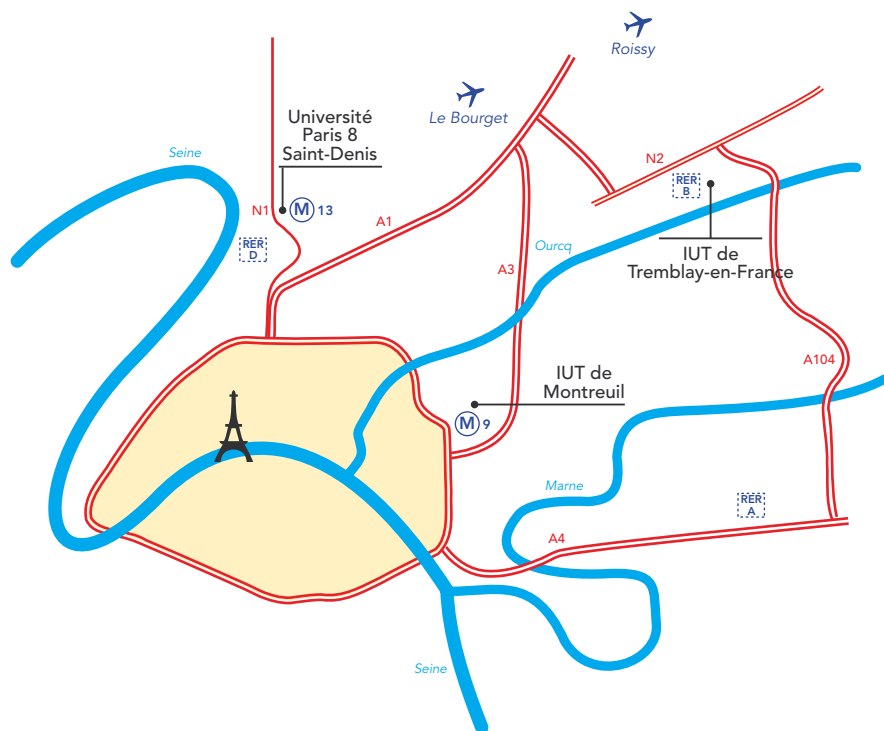 Roissy
Le Bourget
Université
Paris 8
Saint-Denis
Seine
N2
RER
B
N1
M 13
A1
RER
D
Ourcq
IUT de
Tremblay-en-France
A3
A104
IUT de
Montreuil
M 9
Marne
RER
A
A4
Seine